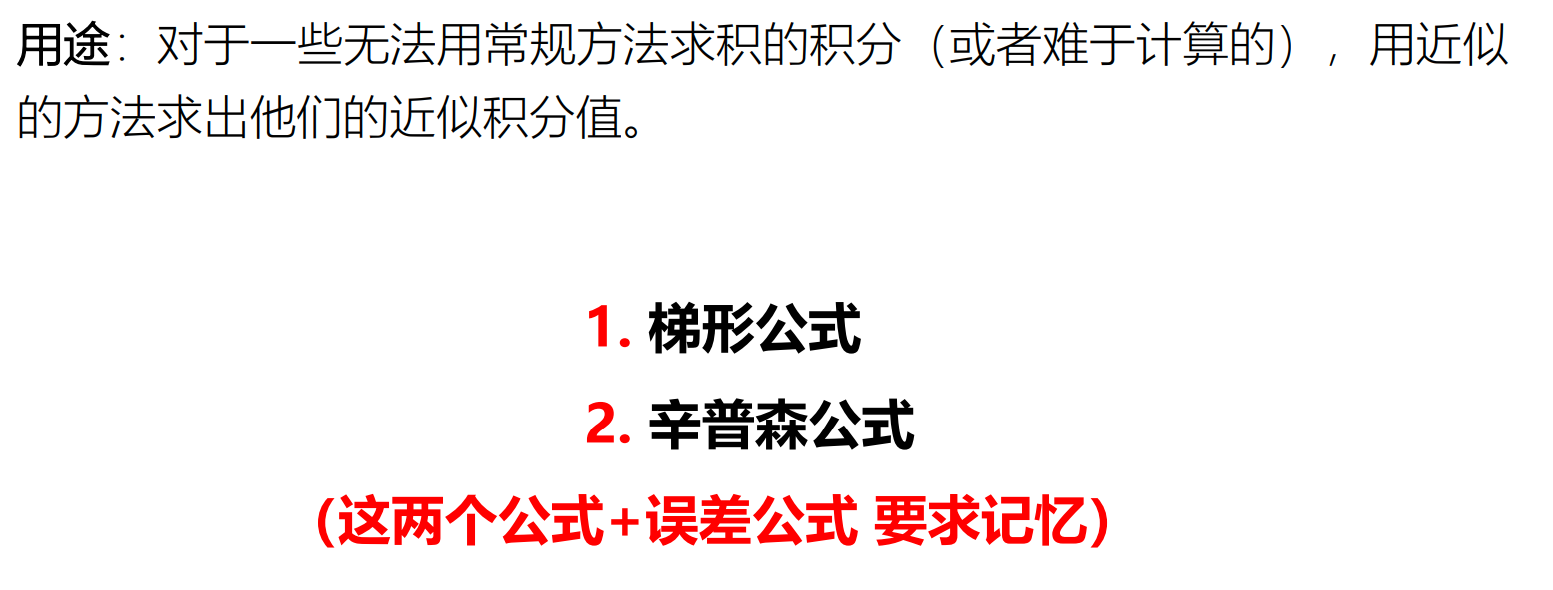 用途：对于一些无法用常规方法求积的积分（或者难于计算的），用近似
的方法求出他们的近似积分值。
1. 梯形公式
2. 辛普森公式
(这两个公式+误差公式 要求记忆)